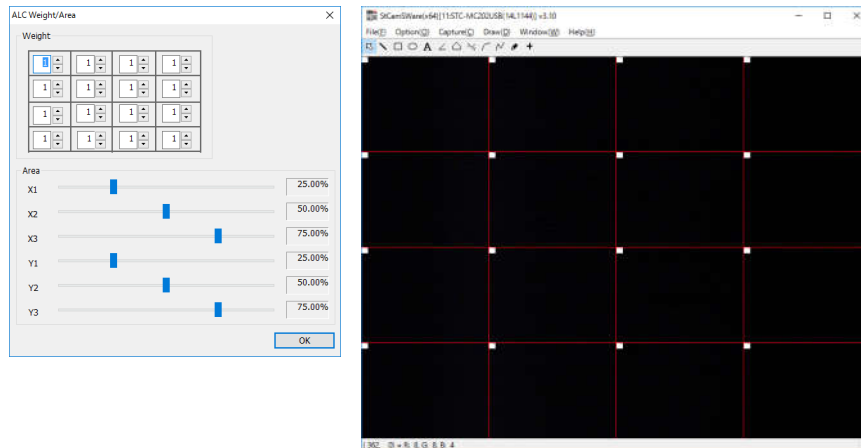 ALC Weight/Area
Weight
1 1 1 1
1 1 1 1
1 1 1 1
1 1 1 1
Area
X1 25.00%
X2 50.00%
X3 75.00%
Y1 25.00%
Y2 50.00%
Y3 75.00%
OK
StCamSWare(x64)[11:STC-MC202USB(14L1144)] v3.10
File(F) Option(O) Capture(C) Draw(D) Window(W) Help(H)
A